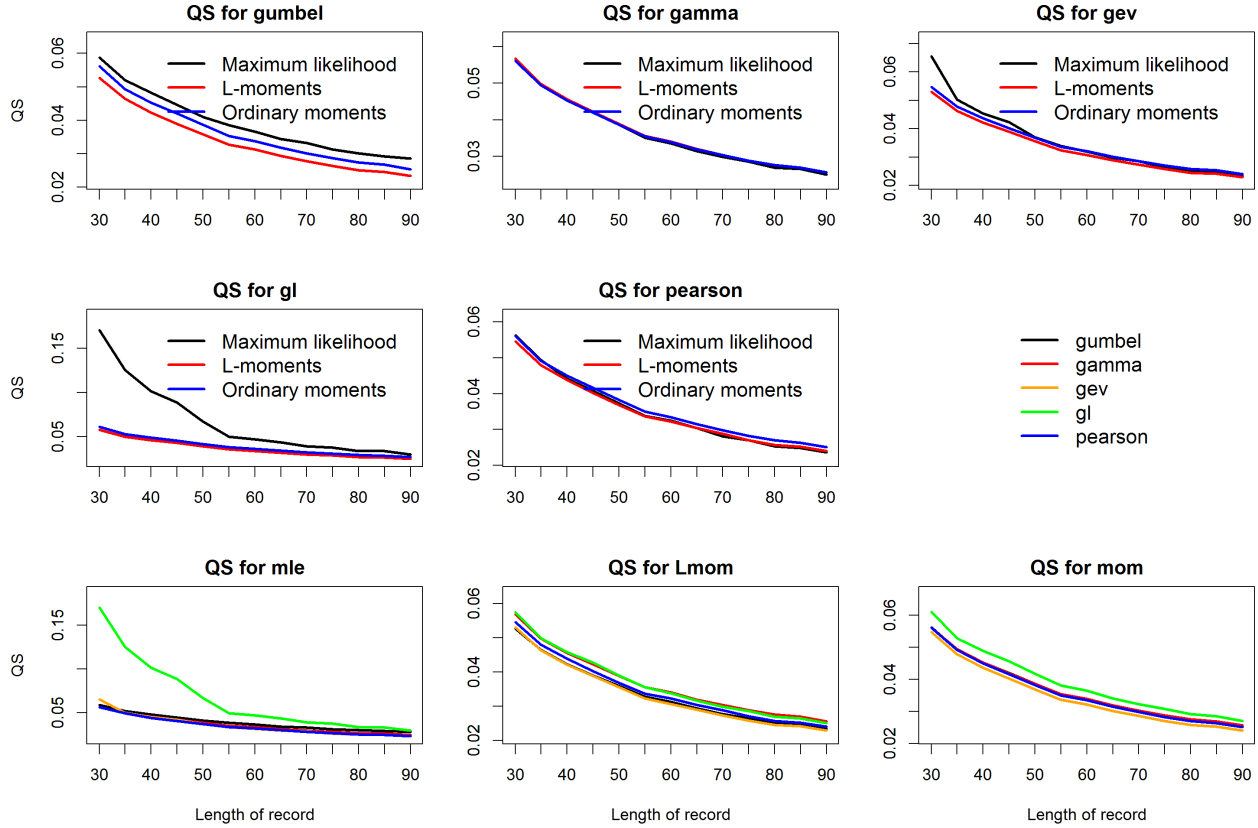 QS for gumbel
QS
0.02 0.04 0.06
Maximum likelihood
L-moments
Ordinary moments
30 40 50 60 70 80 90
QS for gamma
0.03 0.05
Maximum likelihood
L-moments
Ordinary moments
30 40 50 60 70 80 90
QS for gev
0.02 0.04 0.06
Maximum likelihood
L-moments
Ordinary moments
30 40 50 60 70 80 90
QS for gl
QS
0.05 0.15
Maximum likelihood
L-moments
Ordinary moments
30 40 50 60 70 80 90
QS for pearson
0.02 0.04 0.06
Maximum likelihood
L-moments
Ordinary moments
30 40 50 60 70 80 90
gumbel
gamma
gev
gl
pearson
QS for mle
QS
0.05 0.15
30 40 50 60 70 80 90
Length of record
QS for Lmom
0.02 0.04 0.06
30 40 50 60 70 80 90
Length of record
QS for mom
0.02 0.04 0.06
30 40 50 60 70 80 90
Length of record